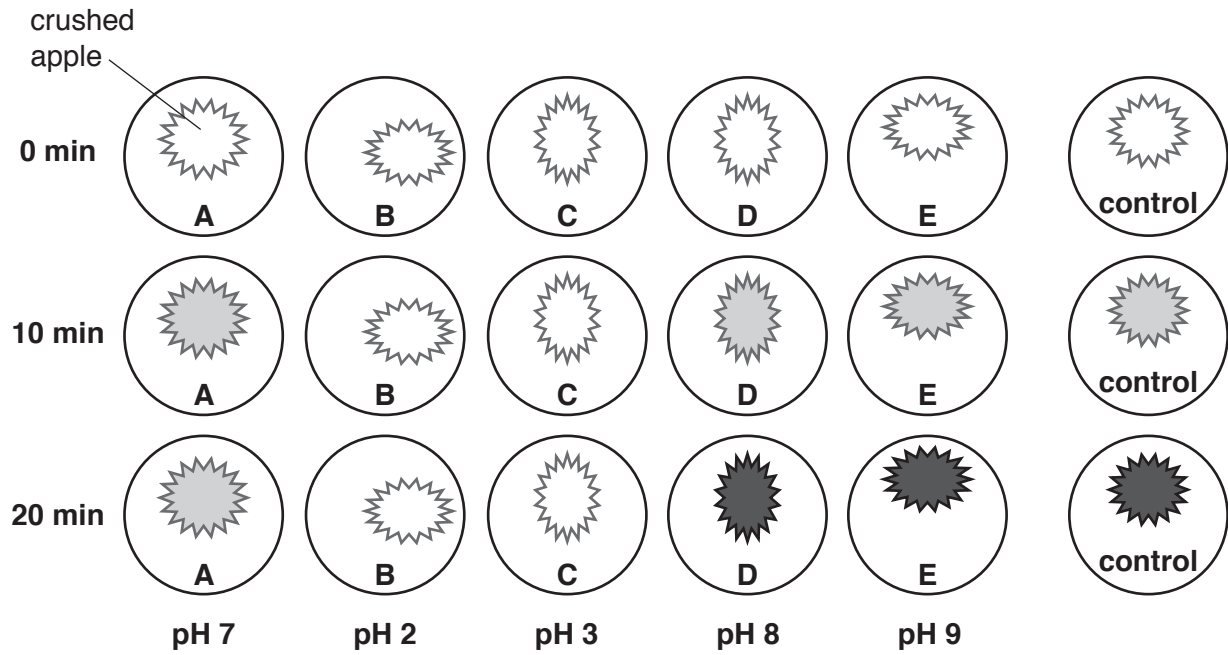 crushed
apple
0 min
A B C D E control
10 min
A B C D E control
20 min
A B C D E control
pH 7 pH 2 pH 3 pH 8 pH 9